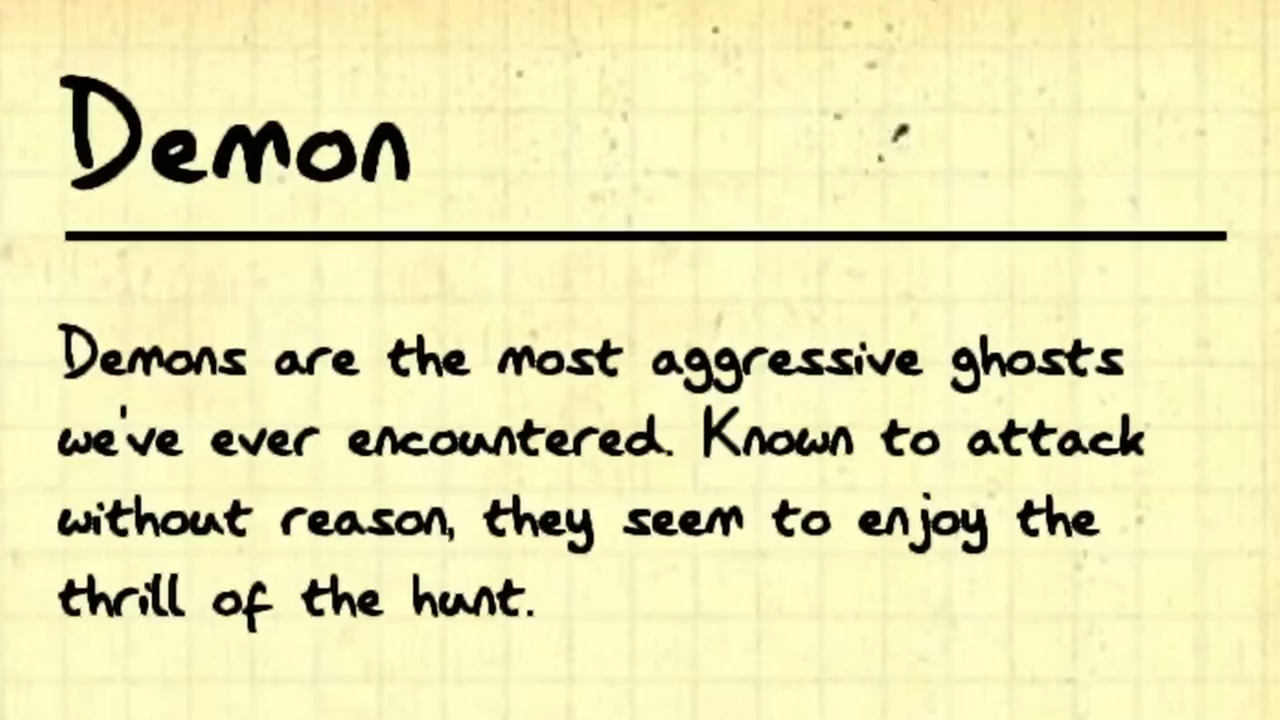 Demon
Demons are the most aggressive ghosts
we've ever encountered. Known to attack
without reason, they seem to enjoy the
thrill of the hunt.